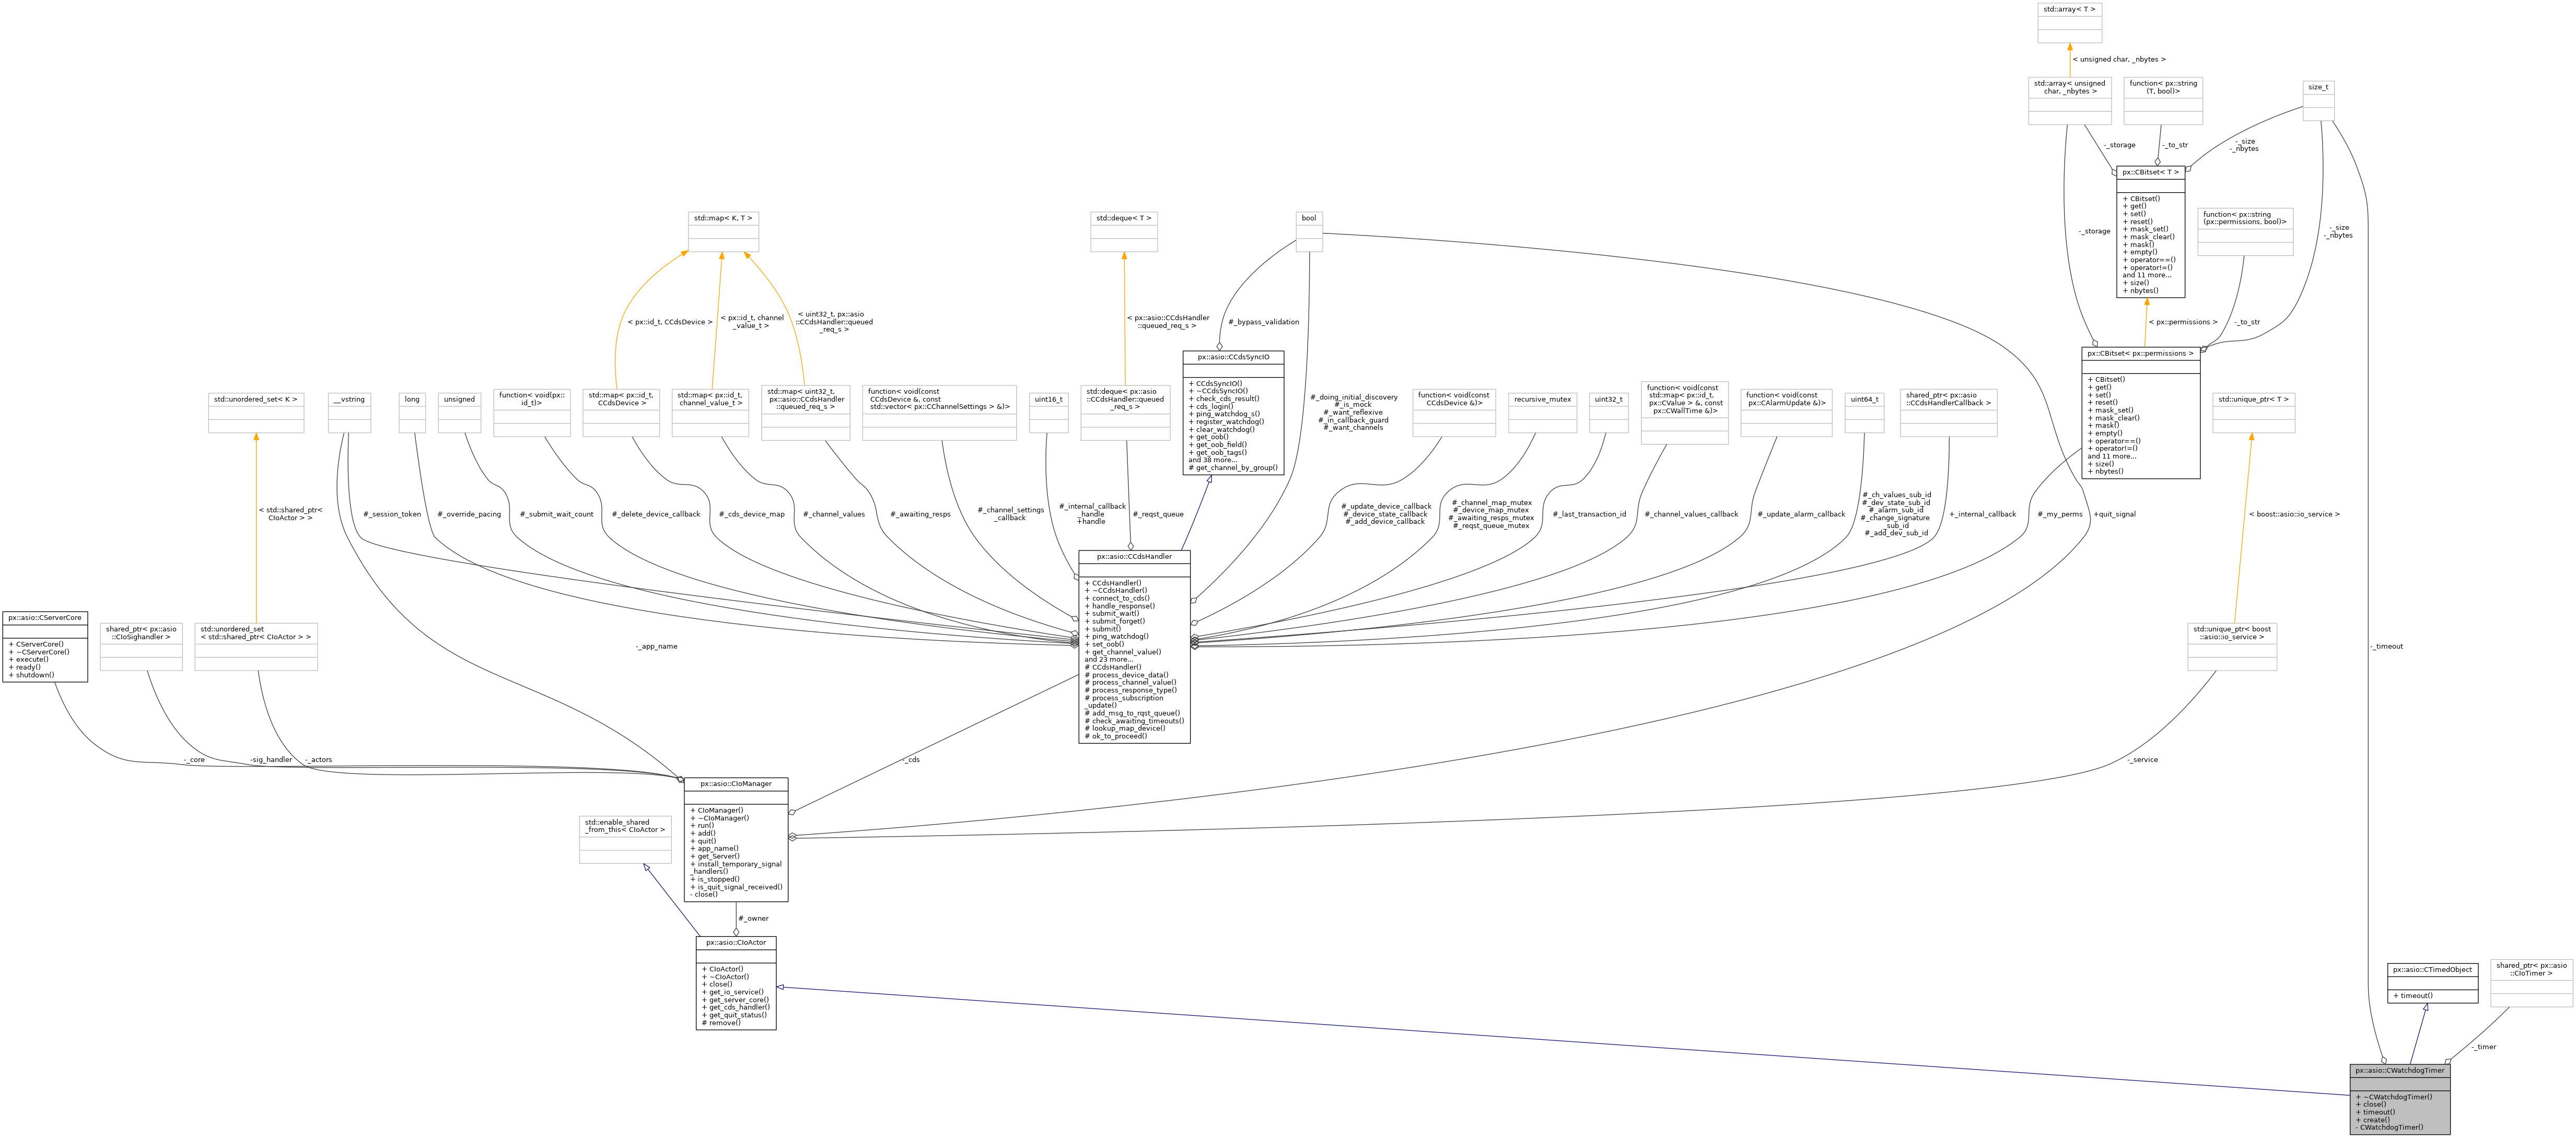 std::array< T >
< unsigned char, _nbytes >
std::array< unsigned
char, _nbytes >
function< px::string
(T, bool)>
size_t
-_storage
-_to_str
-_size
-_nbytes
px::CBitset< T >
+ CBitset()
+ get()
+ set()
+ reset()
+ mask_set()
+ mask_clear()
+ mask()
+ empty()
+ operator==()
+ operator!=()
and 11 more...
+ size()
+ nbytes()
function< px::string
(px::permissions, bool)>
-_storage
-_size
-_nbytes
< px::permissions >
-_to_str
px::CBitset< px::permissions >
+ CBitset()
+ get()
+ set()
+ reset()
+ mask_set()
+ mask_clear()
+ mask()
+ empty()
+ operator==()
+ operator!=()
and 11 more...
+ size()
+ nbytes()
std::map< K, T >
std::deque< T >
bool
< px::id_t, CCdsDevice >
< px::id_t, channel
_value_t >
< uint32_t, px::asio
::CCdsHandler::queued
_req_s >
< px::asio::CCdsHandler
::queued_req_s >
#_bypass_validation
px::asio::CCdsSyncIO
+ CCdsSyncIO()
+ ~CCdsSyncIO()
+ check_cds_result()
+ cds_login()
+ ping_watchdog_s()
+ register_watchdog()
+ clear_watchdog()
+ get_oob()
+ get_oob_field()
+ get_oob_tags()
and 38 more...
# get_channel_by_group()
std::unordered_set< K >
__vstring
long
unsigned
function< void(px::
id_t)>
std::map< px::id_t,
CCdsDevice >
std::map< px::id_t,
channel_value_t >
std::map< uint32_t,
px::asio::CCdsHandler
::queued_req_s >
function< void(const
CCdsDevice &, const
std::vector< px::CChannelSettings > &)>
uint16_t
std::deque< px::asio
::CCdsHandler::queued
_req_s >
#_doing_initial_discovery
#_is_mock
#_want_reflexive
#_in_callback_guard
#_want_channels
function< void(const
CCdsDevice &)>
recursive_mutex
uint32_t
function< void(const
std::map< px::id_t,
px::CValue > &, const
px::CWallTime &)>
function< void(const
px::CAlarmUpdate &)>
uint64_t
shared_ptr< px::asio
::CCdsHandlerCallback >
std::unique_ptr< T >
< std::shared_ptr<
CIoActor > >
#_session_token
#_override_pacing
#_submit_wait_count
#_delete_device_callback
#_cds_device_map
#_channel_values
#_awaiting_resps
#_channel_settings
_callback
#_internal_callback
_handle
+handle
#_reqst_queue
#_update_device_callback
#_device_state_callback
#_add_device_callback
#_channel_map_mutex
#_device_map_mutex
#_awaiting_resps_mutex
#_reqst_queue_mutex
#_last_transaction_id
#_channel_values_callback
#_update_alarm_callback
#_ch_values_sub_id
#_dev_state_sub_id
#_alarm_sub_id
#_change_signature
_sub_id
#_add_dev_sub_id
+_internal_callback
#_my_perms
+quit_signal
< boost::asio::io_service >
px::asio::CCdsHandler
+ CCdsHandler()
+ ~CCdsHandler()
+ connect_to_cds()
+ handle_response()
+ submit_wait()
+ submit_forget()
+ submit()
+ ping_watchdog()
+ set_oob()
+ get_channel_value()
and 23 more...
# CCdsHandler()
# process_device_data()
# process_channel_value()
# process_response_type()
# process_subscription
_update()
# add_msg_to_rqst_queue()
# check_awaiting_timeouts()
# lookup_map_device()
# ok_to_proceed()
px::asio::CServerCore
+ CServerCore()
+ ~CServerCore()
+ execute()
+ ready()
+ shutdown()
shared_ptr< px::asio
::CIoSighandler >
std::unordered_set
< std::shared_ptr< CIoActor > >
-_app_name
std::unique_ptr< boost
::asio::io_service >
-_timeout
-_core
-sig_handler
-_actors
-_cds
-_service
px::asio::CIoManager
+ CIoManager()
+ ~CIoManager()
+ run()
+ add()
+ quit()
+ app_name()
+ get_Server()
+ install_temporary_signal
_handlers()
+ is_stopped()
+ is_quit_signal_received()
- close()
std::enable_shared
_from_this< CIoActor >
#_owner
px::asio::CIoActor
+ CIoActor()
+ ~CIoActor()
+ close()
+ get_io_service()
+ get_server_core()
+ get_cds_handler()
+ get_quit_status()
# remove()
px::asio::CTimedObject
+ timeout()
shared_ptr< px::asio
::CIoTimer >
-_timer
px::asio::CWatchdogTimer
+ ~CWatchdogTimer()
+ close()
+ timeout()
+ create()
- CWatchdogTimer()